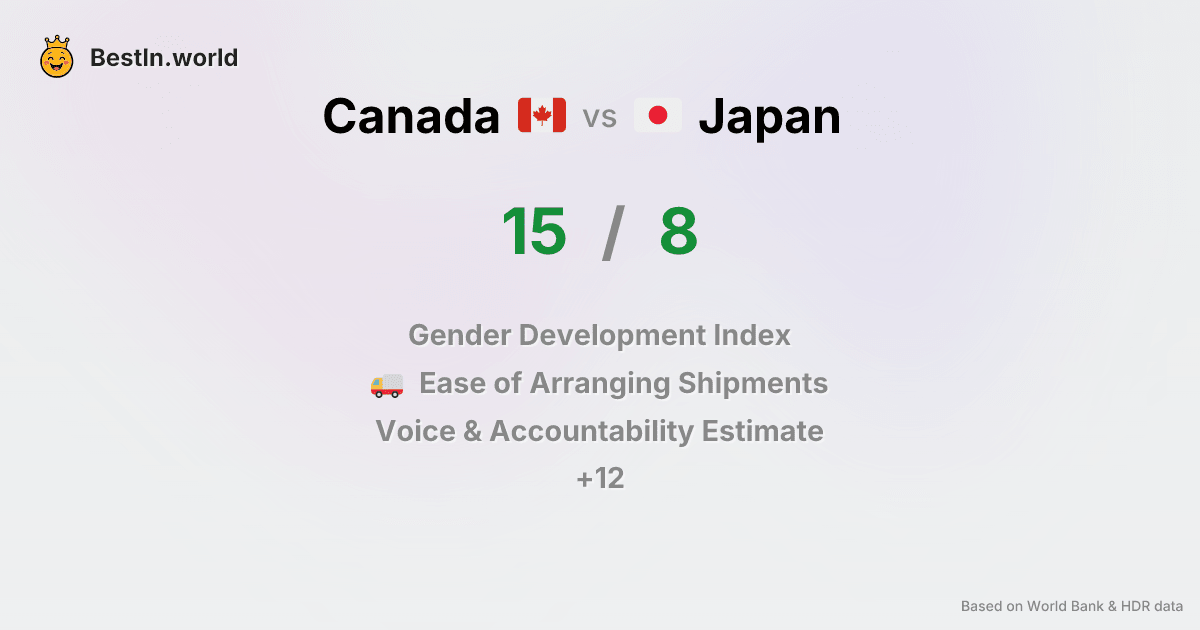 BestIn.world
Canada vs Japan
15 / 8
Gender Development Index
Ease of Arranging Shipments
Voice & Accountability Estimate
+12
Based on World Bank & HDR data